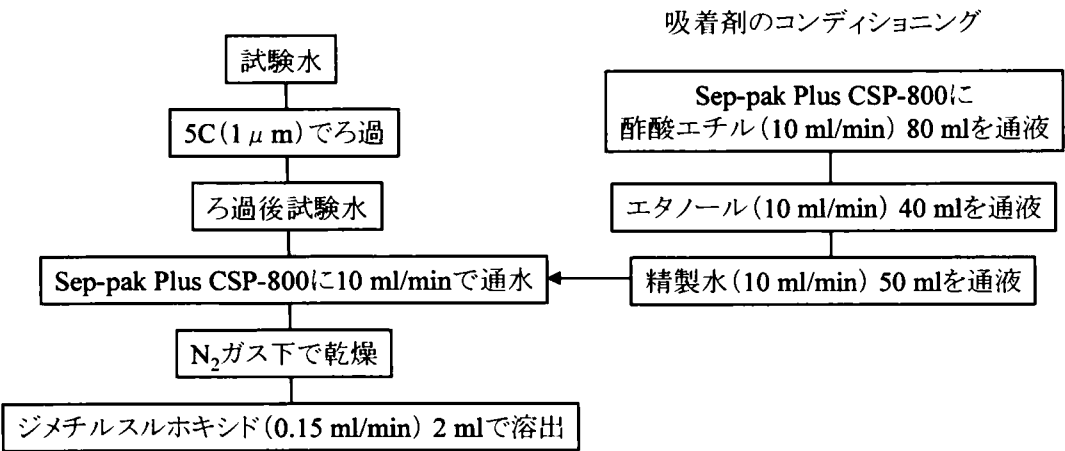 吸着剤のコンディショニング
試験水
5C(1μm)でろ過
ろ過後試験水
Sep-pak Plus CSP-800に10 ml/minで通水
N₂ガス下で乾燥
ジメチルスルホキシド(0.15 ml/min) 2 mlで溶出
Sep-pak Plus CSP-800に
酢酸エチル(10 ml/min) 80 mlを通液
エタノール(10 ml/min) 40 mlを通液
精製水(10 ml/min) 50 mlを通液